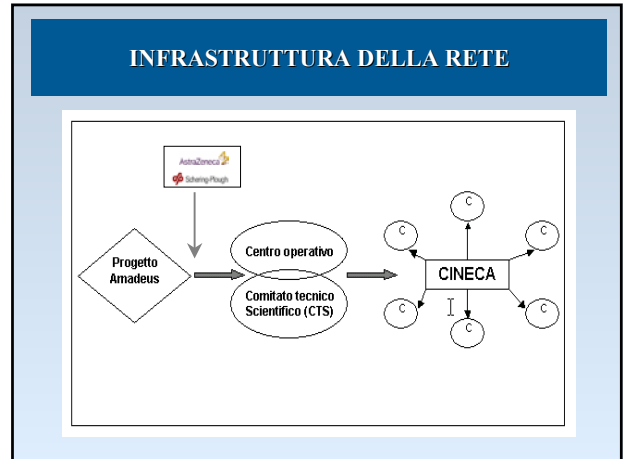 INFRASTRUTTURA DELLA RETE
AstraZeneca
Schering-Plough
Progetto
Amadeus
Centro operativo
Comitato tecnico
Scientifico (CTS)
CINECA
C
C
C
C
C
C